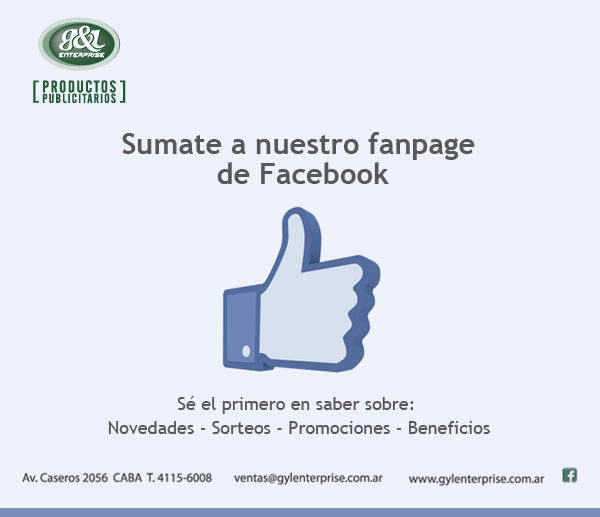 g&l
ENTERPRISE
[PRODUCTOS
PUBLICITARIOS]
Sumate a nuestro fanpage
de Facebook
Sé el primero en saber sobre:
Novedades - Sorteos - Promociones - Beneficios
Av. Caseros 2056 CABA T. 4115-6008 ventas@gylenterprise.com.ar www.gylenterprise.com.ar f